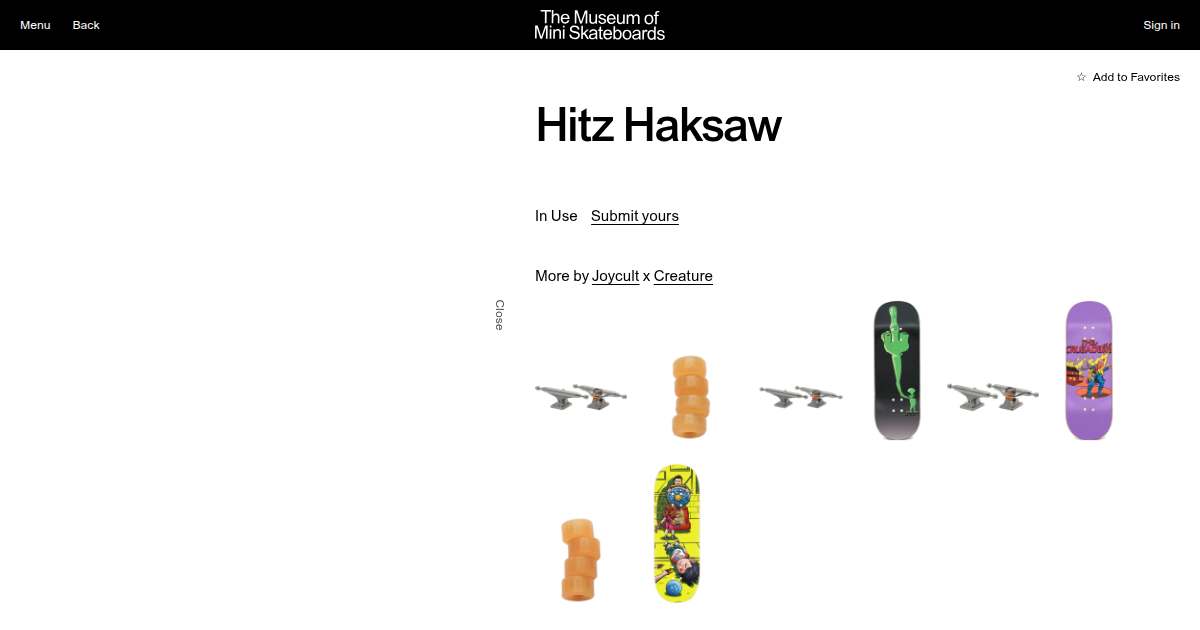 Menu Back
The Museum of
Mini Skateboards
Sign in
☆ Add to Favorites
Hitz Haksaw
In Use Submit yours
More by Joycult x Creature
Close